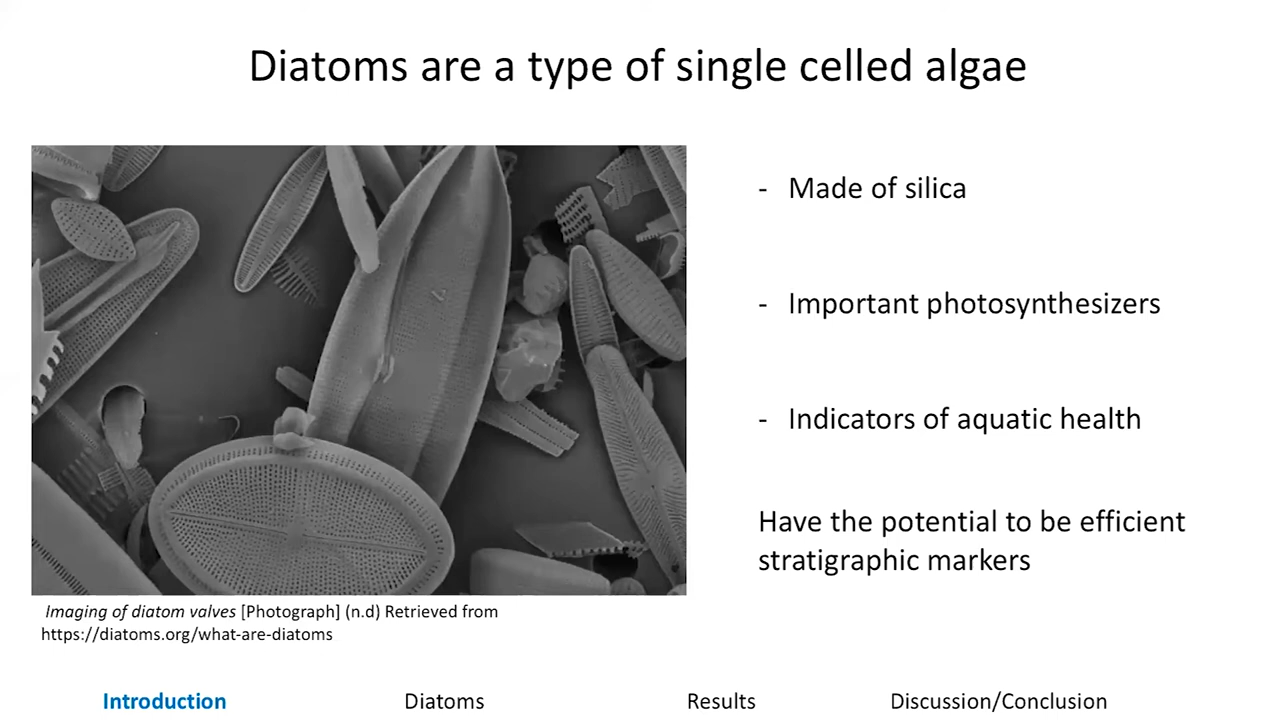 Diatoms are a type of single celled algae
- Made of silica
- Important photosynthesizers
- Indicators of aquatic health
Have the potential to be efficient
stratigraphic markers
Imaging of diatom valves [Photograph] (n.d) Retrieved from
https://diatoms.org/what-are-diatoms
Introduction Diatoms Results Discussion/Conclusion